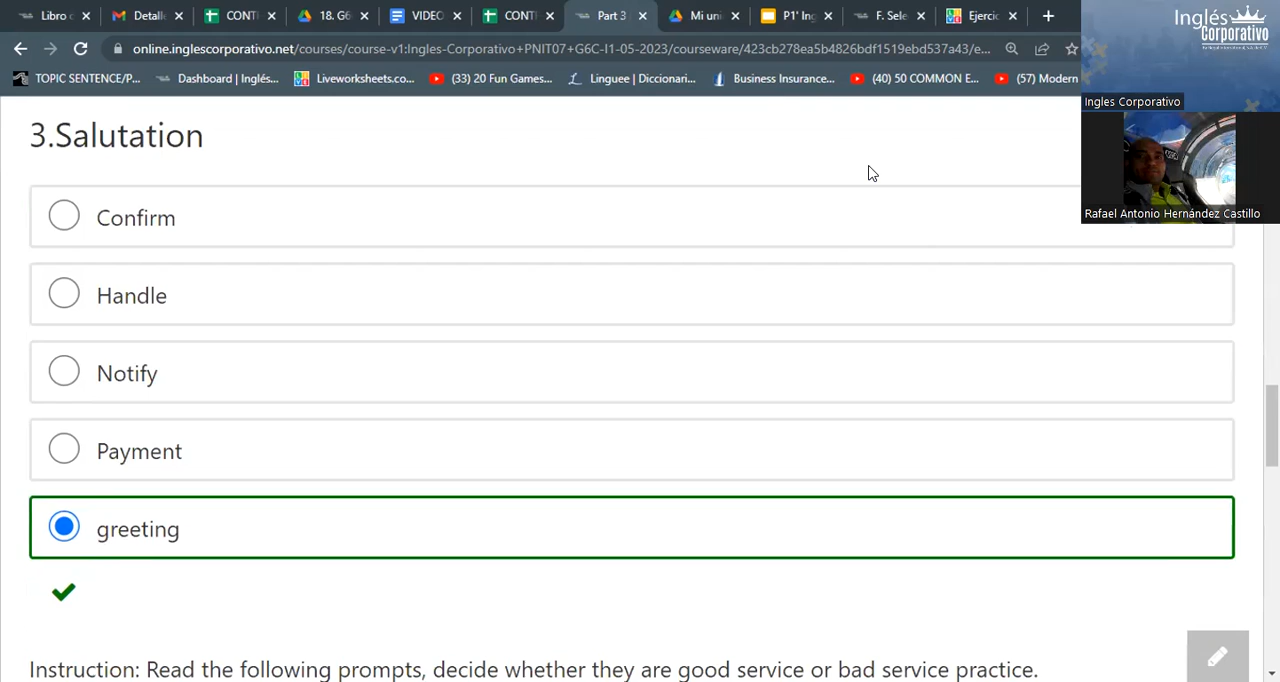 Libro c
Detalle
CONTI
18. G6
VIDEO
CONTI
Part 3
Mi uni
P1' Ing
F. Sele
Ejercic
online.inglescorporativo.net/courses/course-v1:Ingles-Corporativo+PNIT07+G6C-I1-05-2023/courseware/423cb278ea5b4826bdf1519ebd537a43/e...
TOPIC SENTENCE/P...
Dashboard | Inglés...
Liveworksheets.co...
(33) 20 Fun Games...
Linguee | Diccionari...
Business Insurance...
(40) 50 COMMON E...
(57) Modern
Inglés
Corporativo
Ingles Corporativo
Rafael Antonio Hernández Castillo
3.Salutation
Confirm
Handle
Notify
Payment
greeting
Instruction: Read the following prompts, decide whether they are good service or bad service practice.